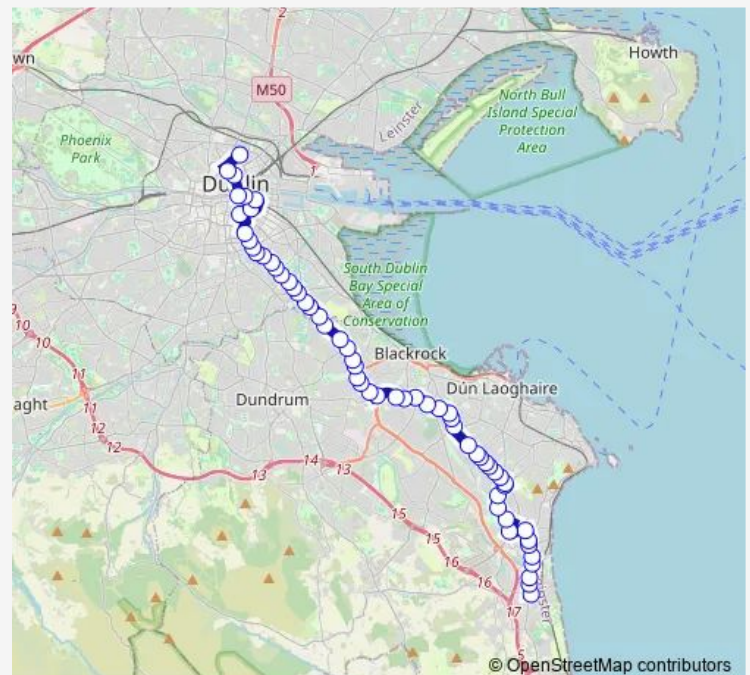 2
wn
Howth
M50
North Bull
Island Special
Protection
Area
Leinster
Phoenix
Park
1
Dublin
South Dublin
Bay Special
Area of
Conservation
9
10
10
Blackrock
11
Dún Laoghaire
aght
11
Dundrum
12
12
13
14
13
15
15
16
16
17
5
© OpenStreetMap contributors